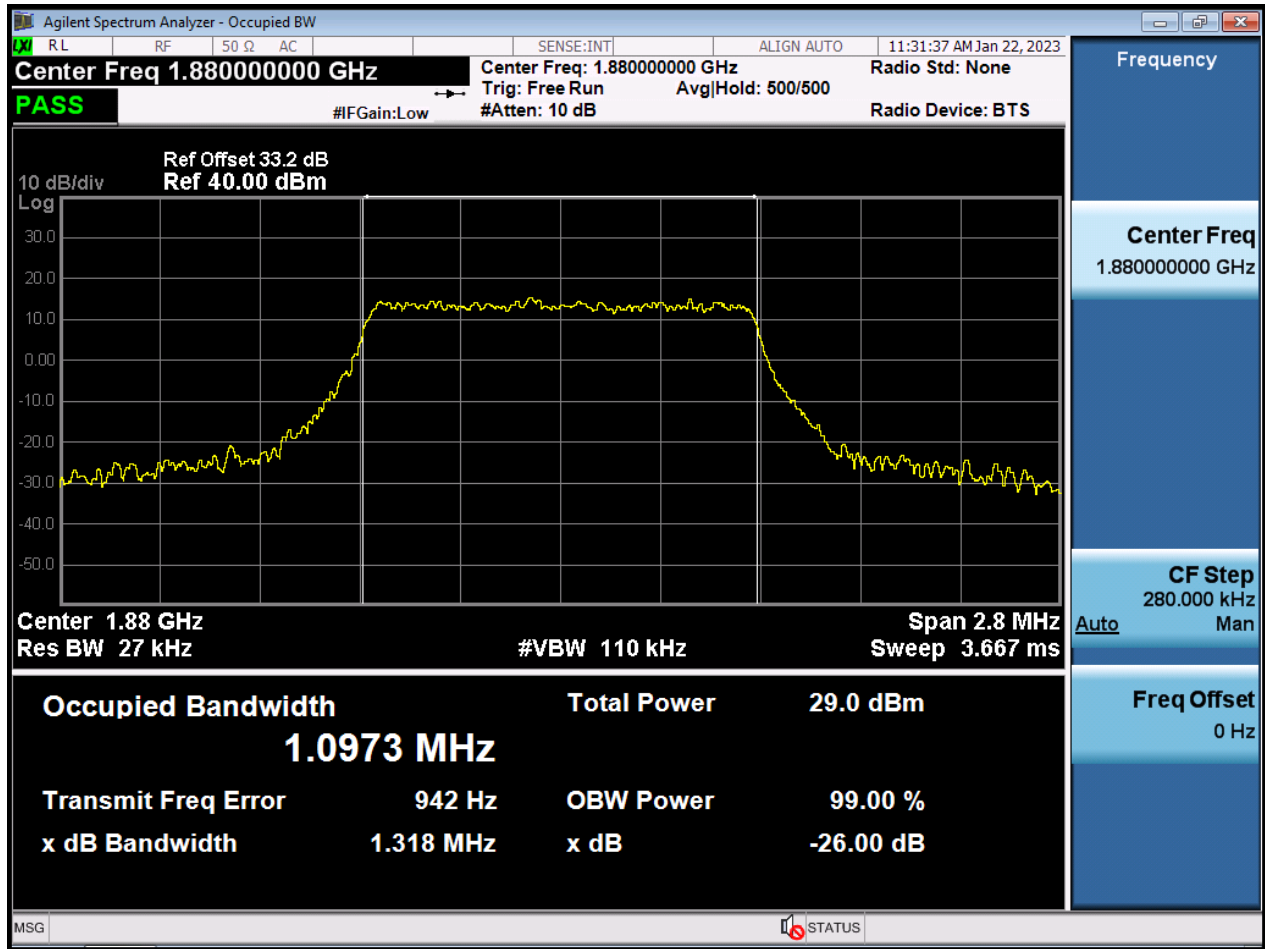 Agilent Spectrum Analyzer - Occupied BW
LXI RL RF 50 Ω AC SENSE:INT ALIGN AUTO 11:31:37 AM Jan 22, 2023
Center Freq 1.880000000 GHz
PASS
#IFGain:Low
Center Freq: 1.880000000 GHz
Trig: Free Run Avg|Hold: 500/500
#Atten: 10 dB
Radio Std: None
Radio Device: BTS
Ref Offset 33.2 dB
10 dB/div Ref 40.00 dBm
Log
30.0
20.0
10.0
0.00
-10.0
-20.0
-30.0
-40.0
-50.0
Center 1.88 GHz Span 2.8 MHz
Res BW 27 kHz #VBW 110 kHz Sweep 3.667 ms
Occupied Bandwidth Total Power 29.0 dBm
1.0973 MHz
Transmit Freq Error 942 Hz OBW Power 99.00 %
x dB Bandwidth 1.318 MHz x dB -26.00 dB
MSG STATUS
Frequency
Center Freq
1.880000000 GHz
CF Step
280.000 kHz
Auto Man
Freq Offset
0 Hz